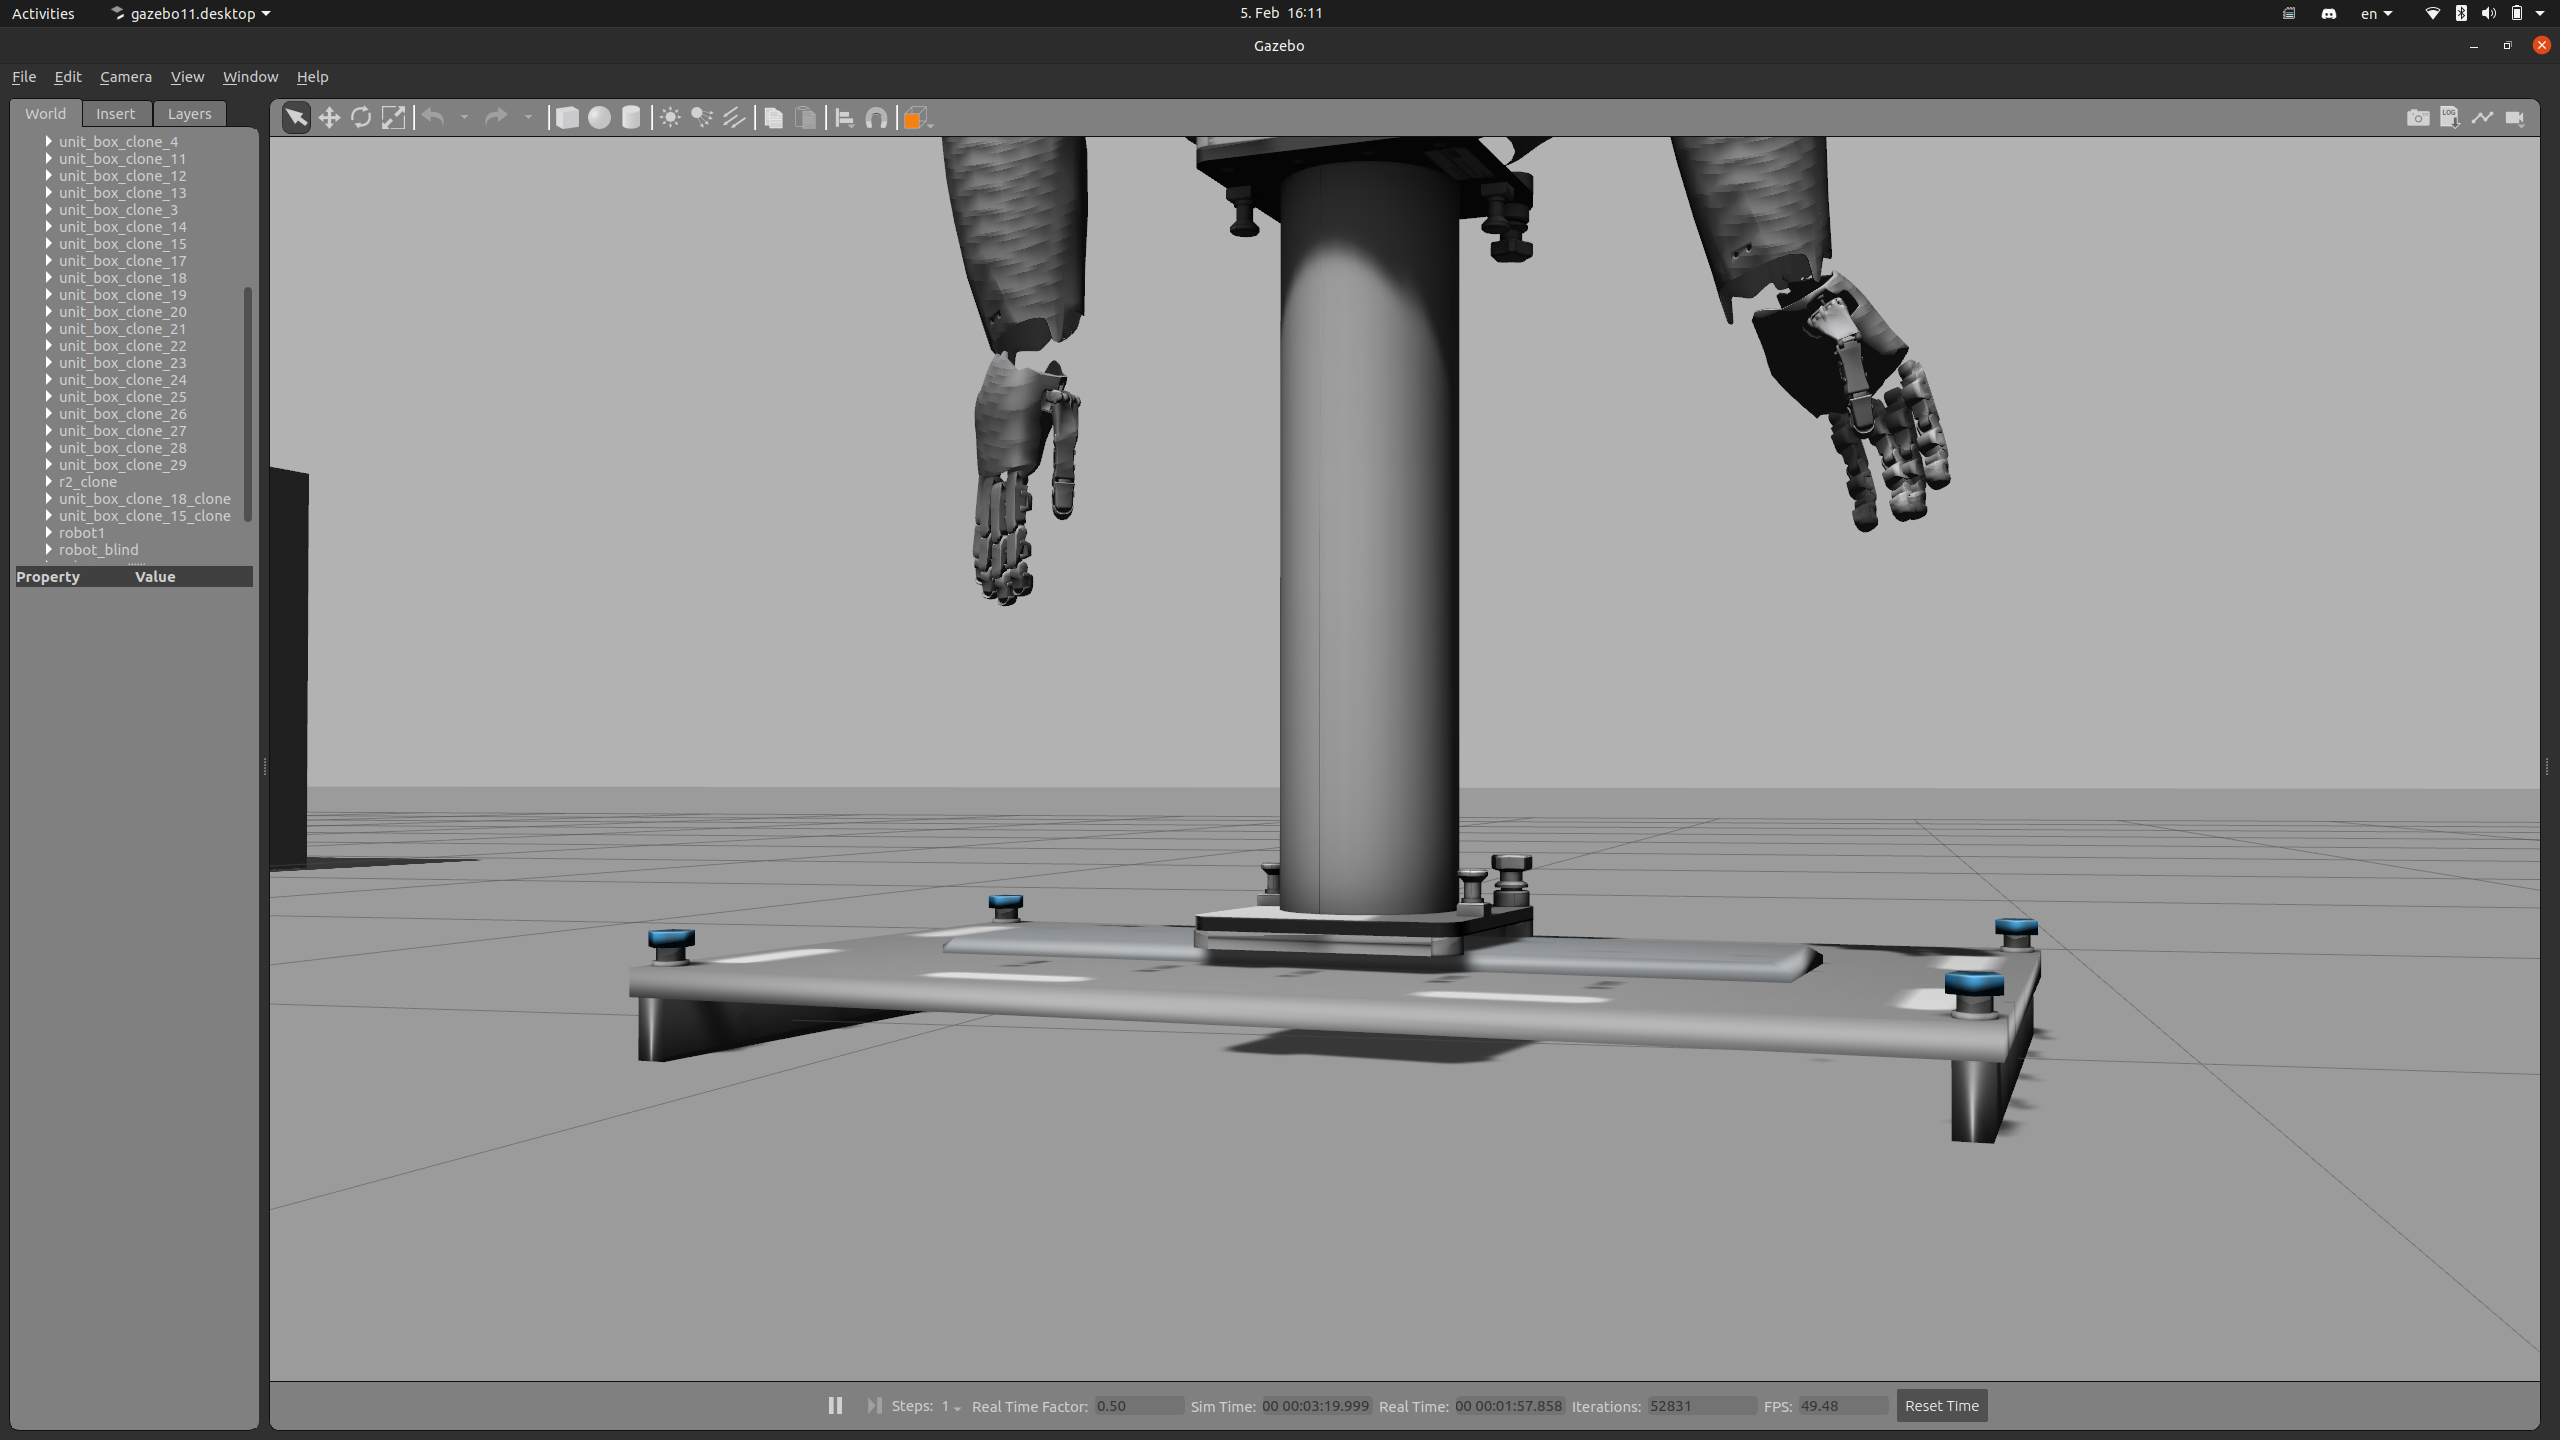 Activities gazebo11.desktop 5. Feb 16:11 en
Gazebo
File Edit Camera View Window Help
World Insert Layers
LOG
unit_box_clone_4
unit_box_clone_11
unit_box_clone_12
unit_box_clone_13
unit_box_clone_3
unit_box_clone_14
unit_box_clone_15
unit_box_clone_17
unit_box_clone_18
unit_box_clone_19
unit_box_clone_20
unit_box_clone_21
unit_box_clone_22
unit_box_clone_23
unit_box_clone_24
unit_box_clone_25
unit_box_clone_26
unit_box_clone_27
unit_box_clone_28
unit_box_clone_29
r2_clone
unit_box_clone_18_clone
unit_box_clone_15_clone
robot1
robot_blind
Property Value
Steps: 1 Real Time Factor: 0.50 Sim Time: 00 00:03:19.999 Real Time: 00 00:01:57.858 Iterations: 52831 FPS: 49.48 Reset Time